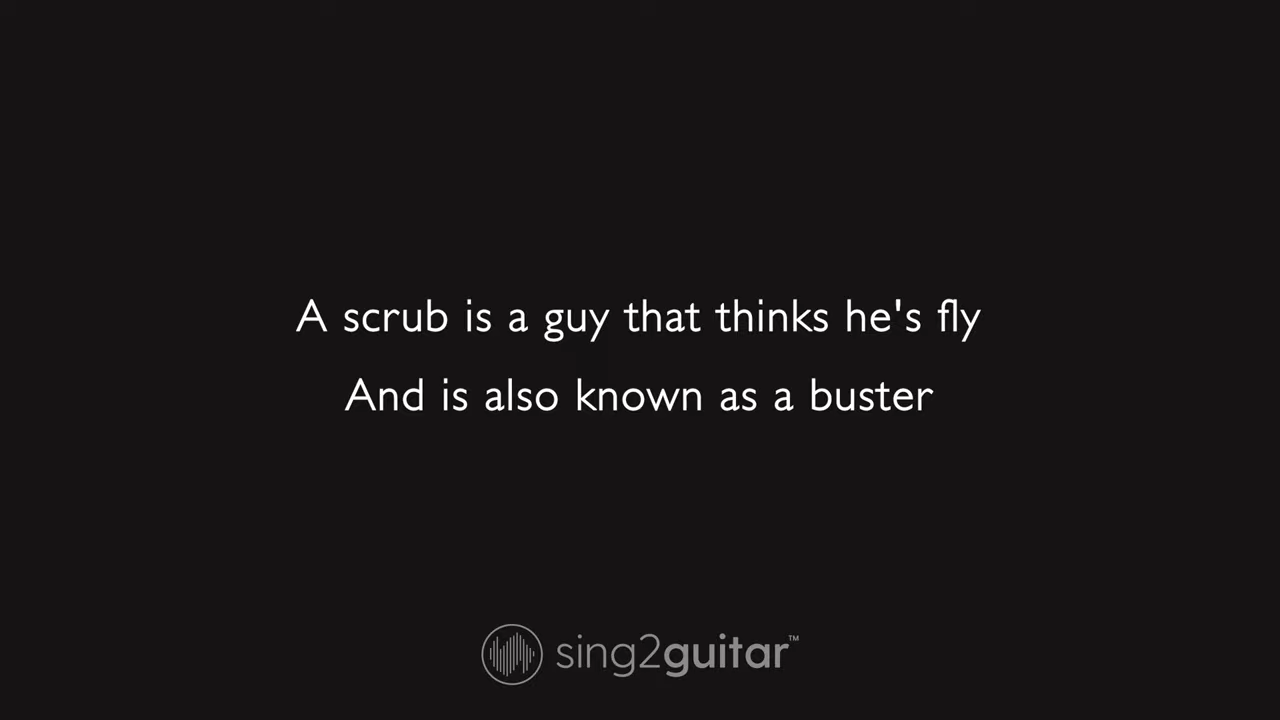 A scrub is a guy that thinks he's fly
And is also known as a buster
sing2guitar™